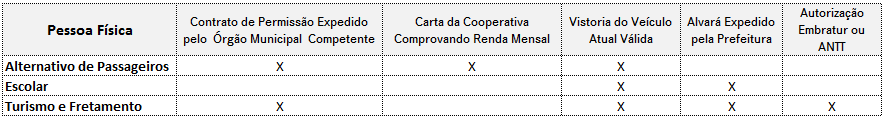 Pessoa Física
Contrato de Permissão Expedido
pelo Órgão Municipal Competente
Carta da Cooperativa
Comprovando Renda Mensal
Vistoria do Veículo
Atual Válida
Alvará Expedido
pela Prefeitura
Autorização
Embratur ou
ANTT
Alternativo de Passageiros X X X
Escolar X X
Turismo e Fretamento X X X X